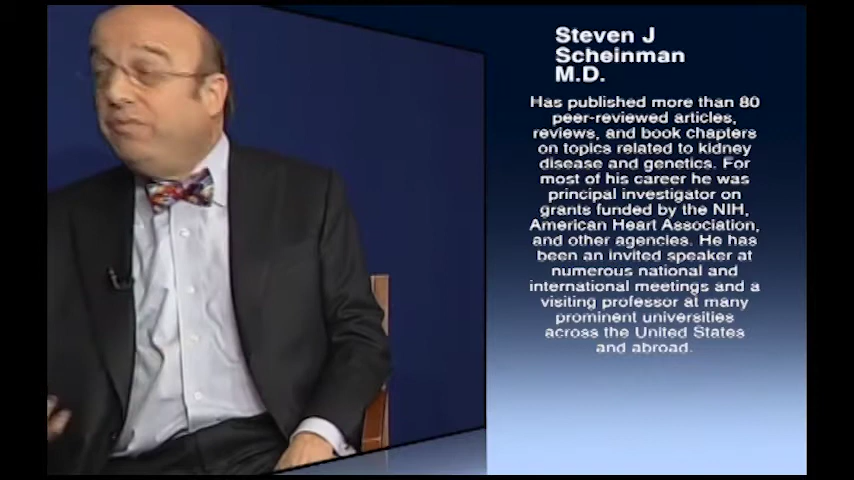 Steven J
Scheinman
M.D.
Has published more than 80
peer-reviewed articles,
reviews, and book chapters
on topics related to kidney
disease and genetics. For
most of his career he was
principal investigator on
grants funded by the NIH,
American Heart Association,
and other agencies. He has
been an invited speaker at
numerous national and
international meetings and a
visiting professor at many
prominent universities
across the United States
and abroad.